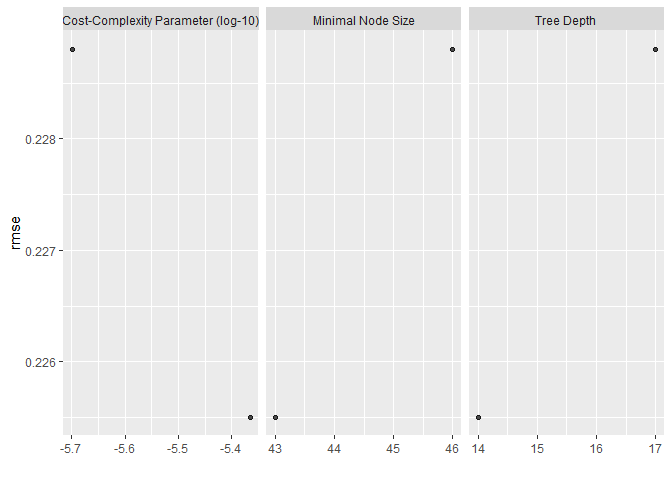 Cost-Complexity Parameter (log-10) Minimal Node Size Tree Depth
0.228
0.227
0.226
rmse
-5.7 -5.6 -5.5 -5.4 43 44 45 46 14 15 16 17